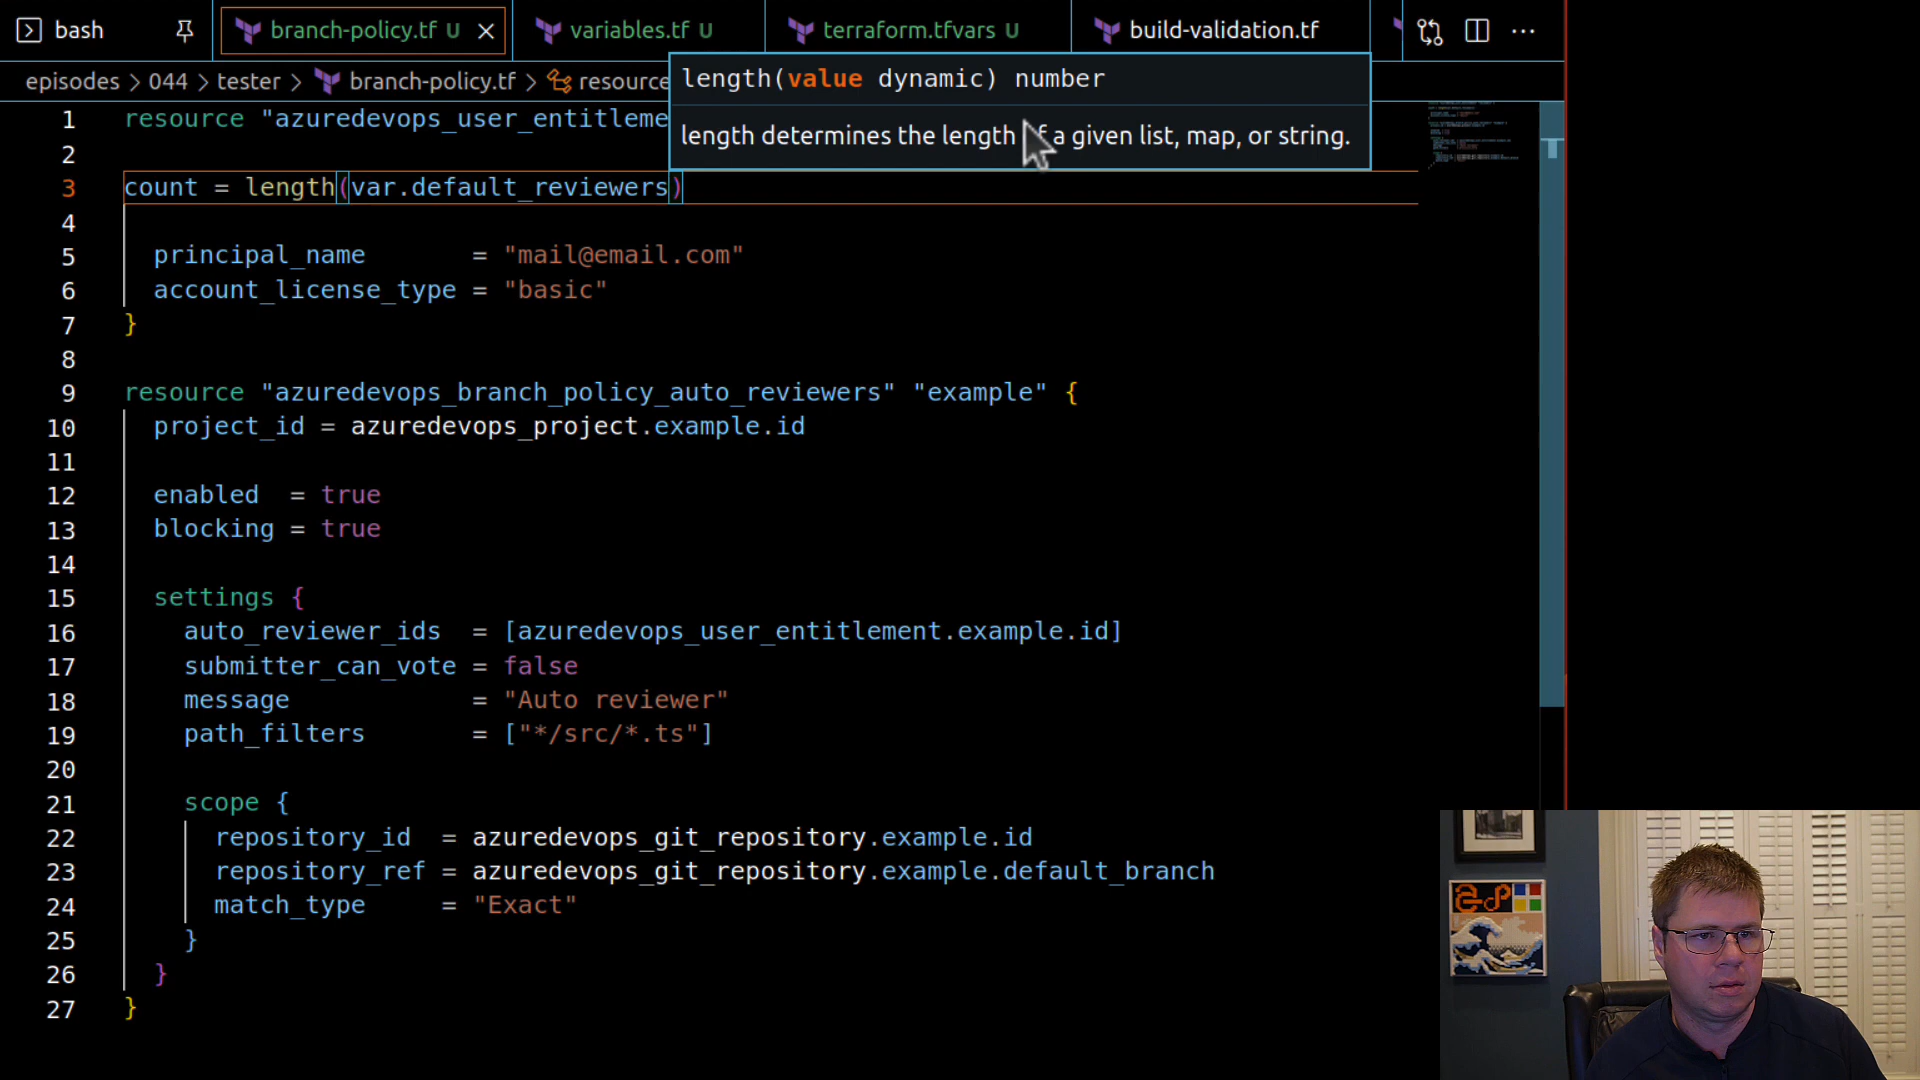 bash
branch-policy.tf U
variables.tf U
terraform.tfvars U
build-validation.tf
episodes > 044 > tester > branch-policy.tf > resource
length(value dynamic) number
length determines the length of a given list, map, or string.
1 resource "azuredevops_user_entitleme
2
3 count = length(var.default_reviewers)
4
5 principal_name = "mail@email.com"
6 account_license_type = "basic"
7 }
8
9 resource "azuredevops_branch_policy_auto_reviewers" "example" {
10 project_id = azuredevops_project.example.id
11
12 enabled = true
13 blocking = true
14
15 settings {
16 auto_reviewer_ids = [azuredevops_user_entitlement.example.id]
17 submitter_can_vote = false
18 message = "Auto reviewer"
19 path_filters = ["*/src/*.ts"]
20
21 scope {
22 repository_id = azuredevops_git_repository.example.id
23 repository_ref = azuredevops_git_repository.example.default_branch
24 match_type = "Exact"
25 }
26 }
27 }